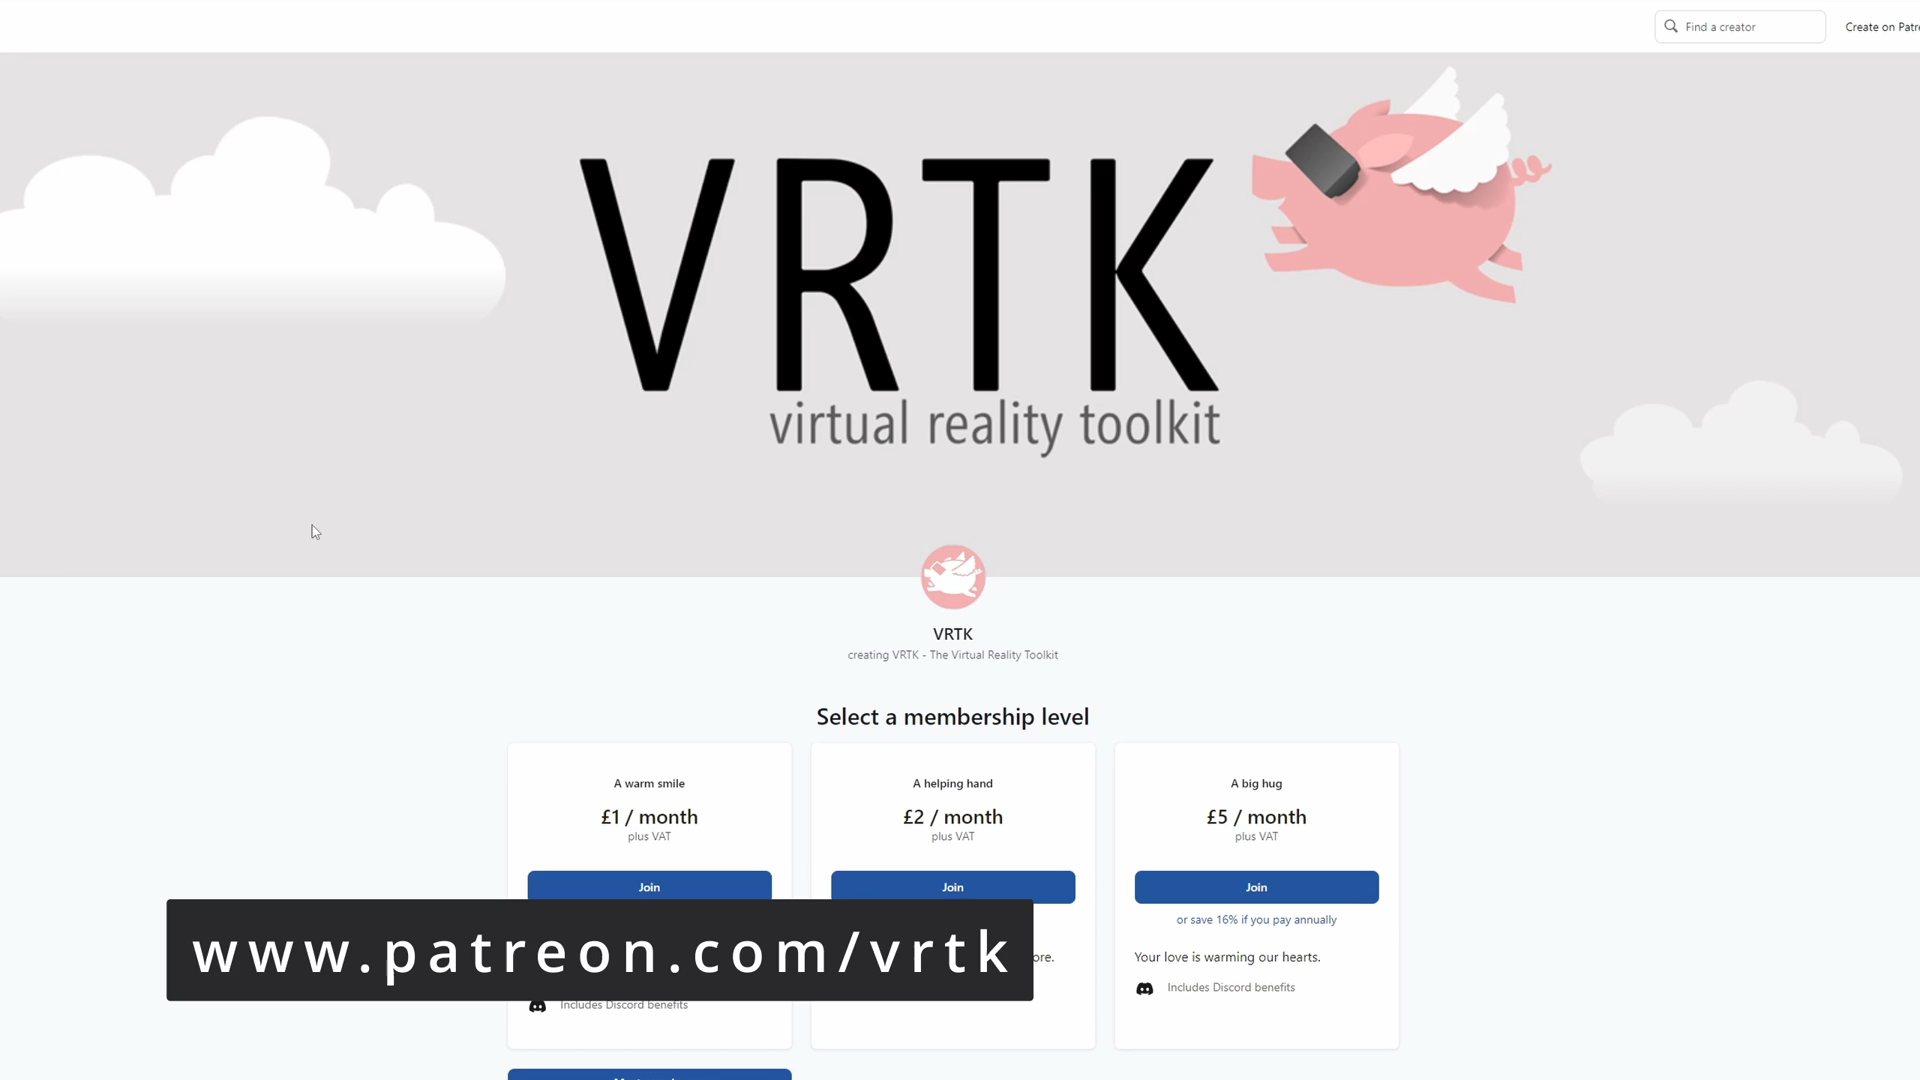 Find a creator
Create on Patre
VRTK
virtual reality toolkit
VRTK
creating VRTK - The Virtual Reality Toolkit
Select a membership level
A warm smile
£1 / month
plus VAT
Join
A helping hand
£2 / month
plus VAT
Join
A big hug
£5 / month
plus VAT
Join
or save 16% if you pay annually
Your love is warming our hearts.
Includes Discord benefits
ore.
www.patreon.com/vrtk
Includes Discord benefits